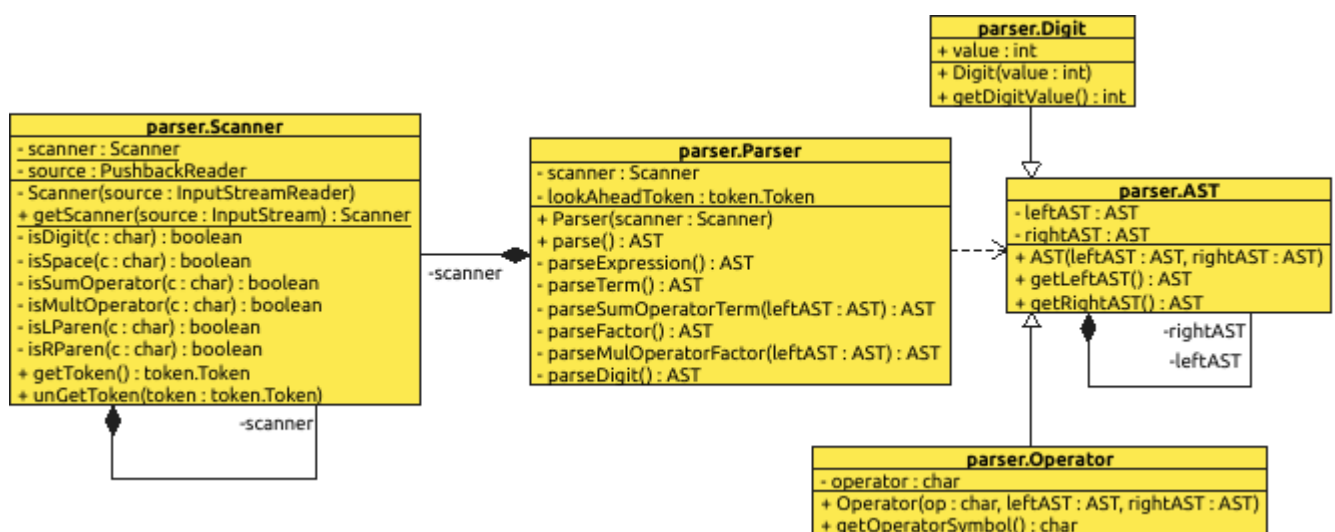 parser.Digit
+ value : int
+ Digit(value : int)
+ getDigitValue() : int
parser.Scanner
- scanner : Scanner
- source : PushbackReader
- Scanner(source : InputStreamReader)
+ getScanner(source : InputStream) : Scanner
- isDigit(c : char) : boolean
- isSpace(c : char) : boolean
- isSumOperator(c : char) : boolean
- isMultOperator(c : char) : boolean
- isLParen(c : char) : boolean
- isRParen(c : char) : boolean
+ getToken() : token.Token
+ unGetToken(token : token.Token)
-scanner
-scanner
parser.Parser
- scanner : Scanner
- lookAheadToken : token.Token
+ Parser(scanner : Scanner)
+ parse() : AST
- parseExpression() : AST
- parseTerm() : AST
- parseSumOperatorTerm(leftAST : AST) : AST
- parseFactor() : AST
- parseMulOperatorFactor(leftAST : AST) : AST
- parseDigit() : AST
parser.AST
- leftAST : AST
- rightAST : AST
+ AST(leftAST : AST, rightAST : AST)
+ getLeftAST() : AST
+ getRightAST() : AST
-rightAST
-leftAST
parser.Operator
- operator : char
+ Operator(op : char, leftAST : AST, rightAST : AST)
+ getOperatorSymbol() : char